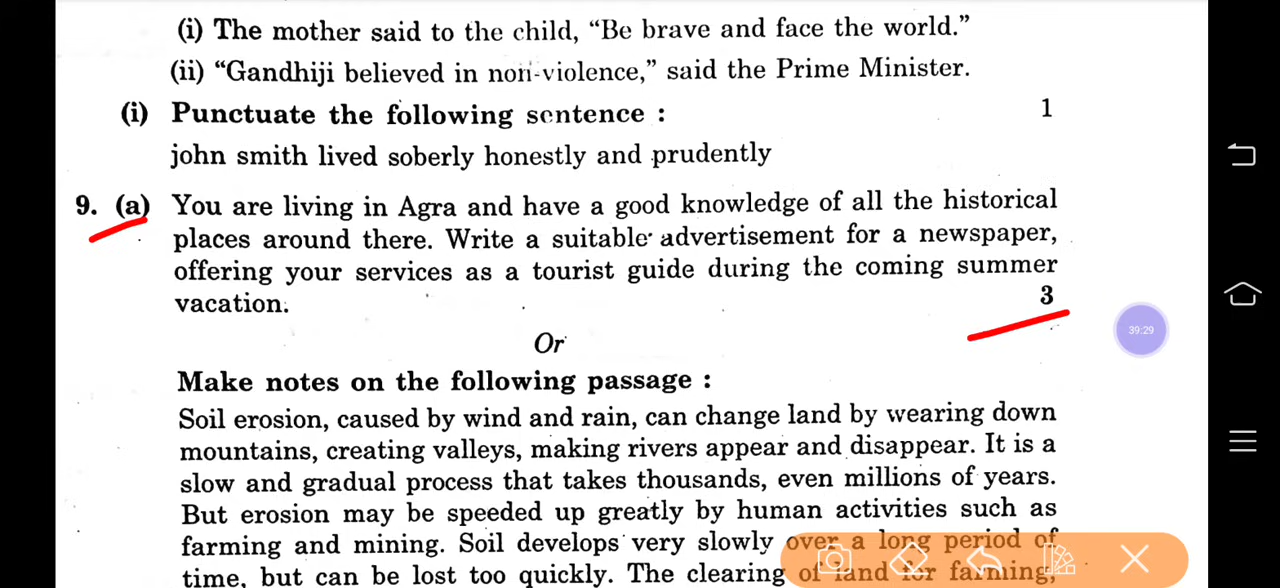 (i) The mother said to the child, “Be brave and face the world.”
(ii) “Gandhiji believed in non-violence,” said the Prime Minister.
(i) Punctuate the following sentence : 1
john smith lived soberly honestly and prudently
9. (a) You are living in Agra and have a good knowledge of all the historical
places around there. Write a suitable advertisement for a newspaper,
offering your services as a tourist guide during the coming summer
vacation. 3
39:29
Or
Make notes on the following passage :
Soil erosion, caused by wind and rain, can change land by wearing down
mountains, creating valleys, making rivers appear and disappear. It is a
slow and gradual process that takes thousands, even millions of years.
But erosion may be speeded up greatly by human activities such as
farming and mining. Soil develops very slowly over a long period of
time, but can be lost too quickly. The clearing of land for farming,